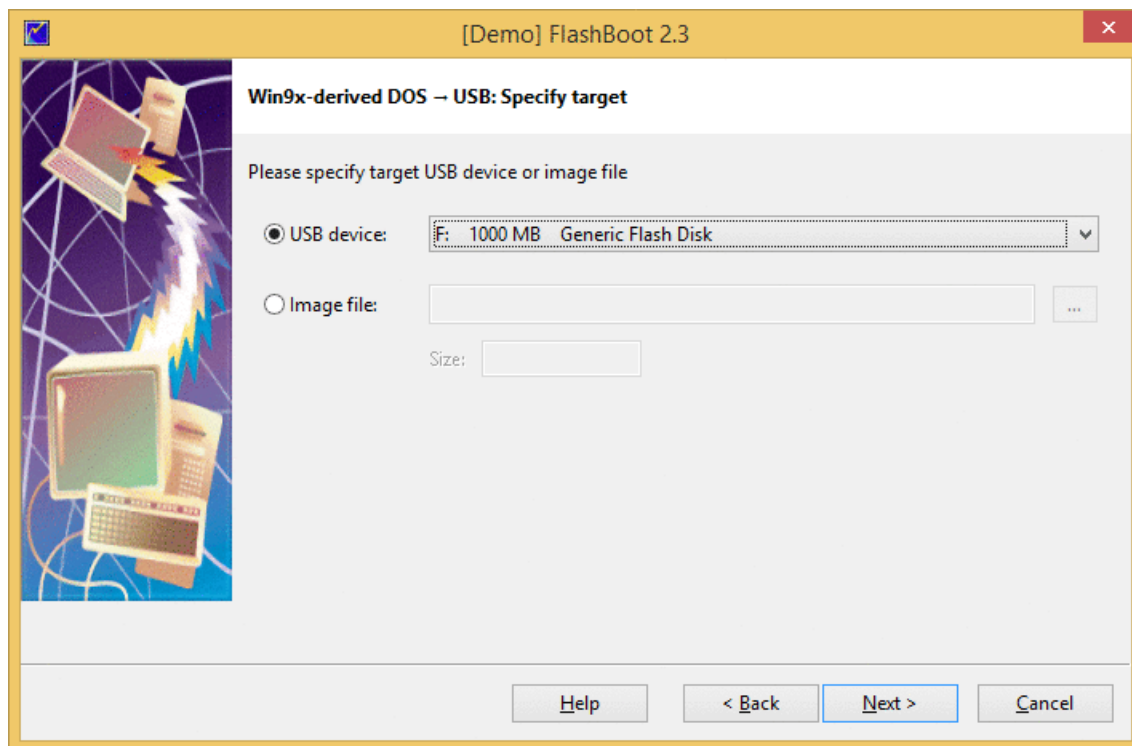 [Demo] FlashBoot 2.3
Win9x-derived DOS → USB: Specify target
Please specify target USB device or image file
USB device: F: 1000 MB Generic Flash Disk
Image file: ...
Size:
Help < Back Next > Cancel